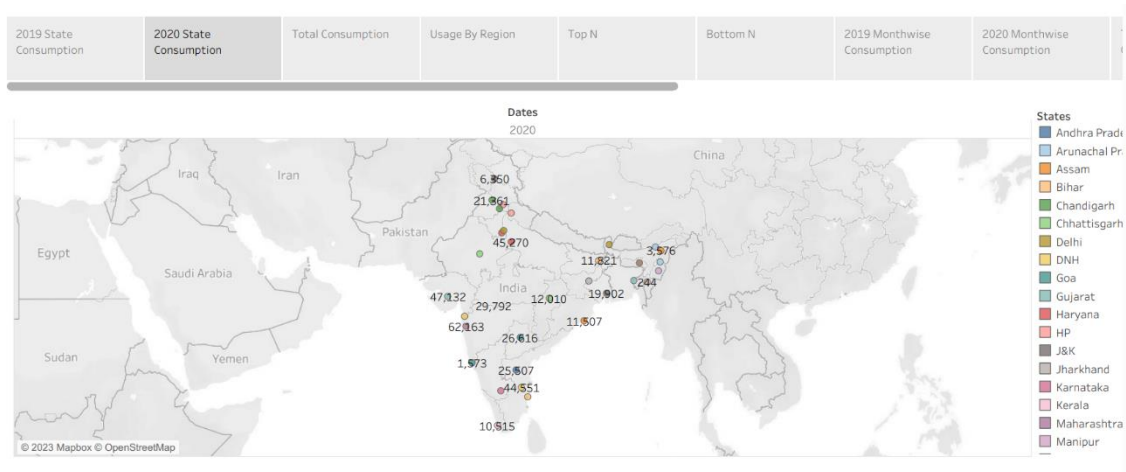 2019 State
Consumption
2020 State
Consumption
Total Consumption
Usage By Region
Top N
Bottom N
2019 Monthwise
Consumption
2020 Monthwise
Consumption
Dates
2020
States
Andhra Prade
Arunachal Pr
Assam
Bihar
Chandigarh
Chhattisgarh
Delhi
DNH
Goa
Gujarat
Haryana
HP
J&K
Jharkhand
Karnataka
Kerala
Maharashtra
Manipur
China
Iraq
Iran
6,350
21,361
Pakistan
45,270
3,576
Egypt
11,821
Saudi Arabia
India
244
47,132
29,792
12,010
19,902
62,163
11,507
26,616
Sudan
Yemen
1,573
25,507
44,551
10,515
© 2023 Mapbox © OpenStreetMap